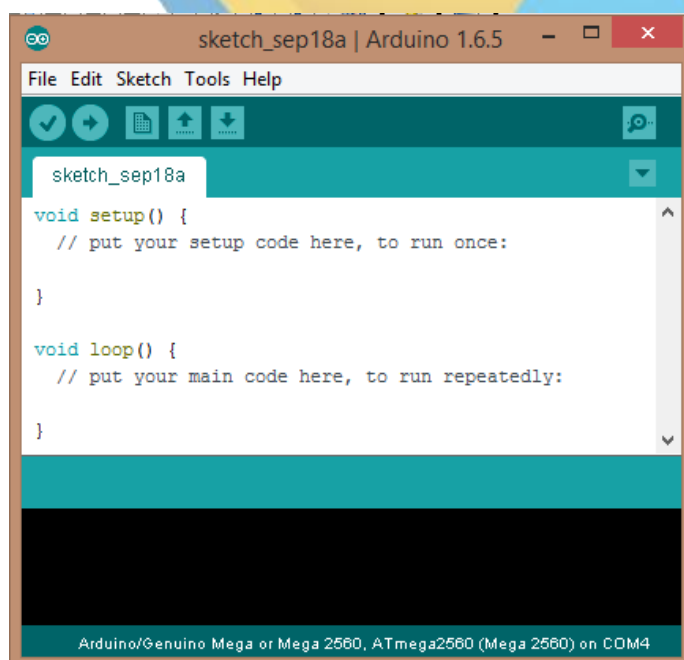 sketch_sep18a | Arduino 1.6.5
File Edit Sketch Tools Help
sketch_sep18a
void setup() {
  // put your setup code here, to run once:
}
void loop() {
  // put your main code here, to run repeatedly:
}
Arduino/Genuino Mega or Mega 2560, ATmega2560 (Mega 2560) on COM4